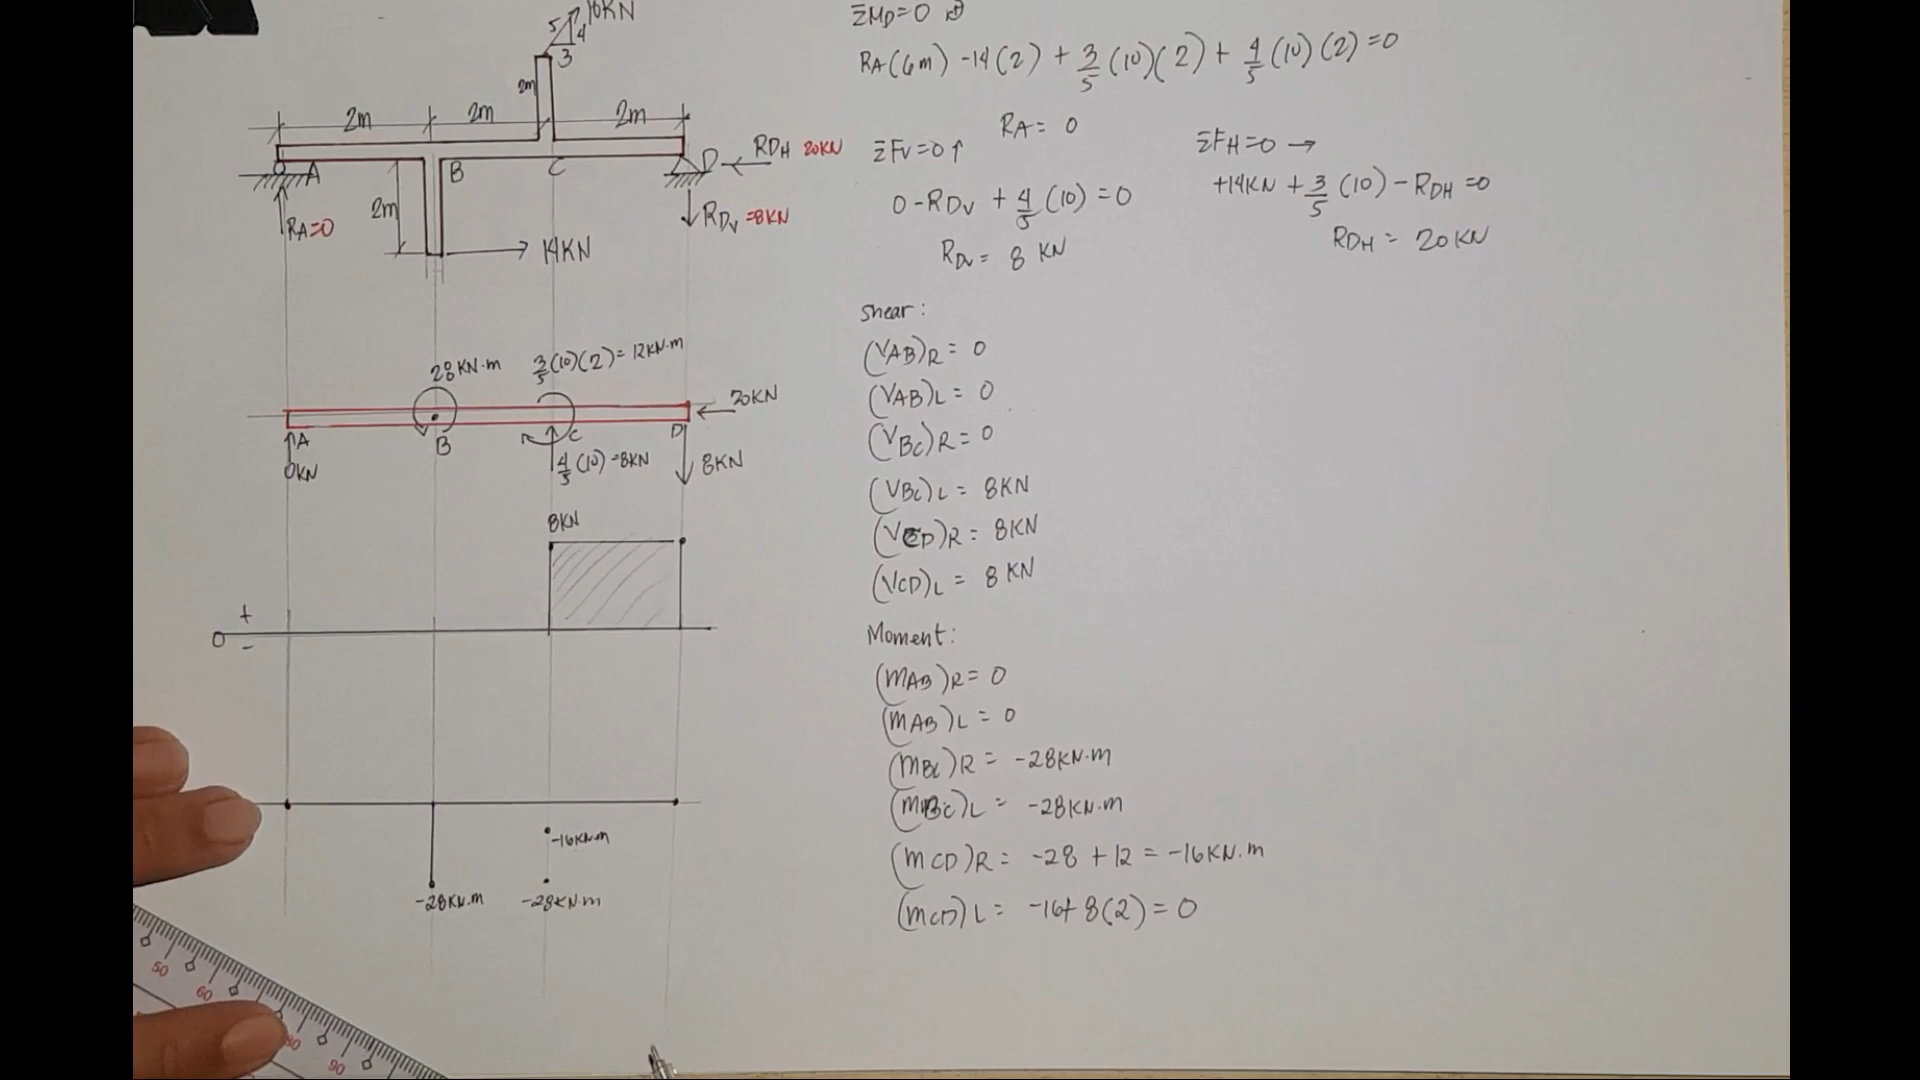 5 10KN
4
3
2m
2m 2m 2m
A B C D
RDH 20KN
2m
RA=0
RDV =8KN
14KN
ΣMD=0
RA(6m) -14(2) + 3/5 (10)(2) + 4/5 (10)(2) =0
RA= 0
ΣFV=0↑
0-RDV + 4/5 (10) =0
RDV= 8 KN
ΣFH=0 →
+14KN + 3/5 (10) - RDH =0
RDH = 20KN
28KN.m 3/5(10)(2)= 12KN.m
20KN
A B C D
0KN
4/5 (10)=8KN
8KN
8KN
+
0
-
-16KN.m
-28KN.m -28KN.m
Shear:
(VAB)R= 0
(VAB)L= 0
(VBC)R= 0
(VBC)L = 8KN
(VCD)R= 8KN
(VCD)L = 8 KN
Moment:
(MAB)R= 0
(MAB)L = 0
(MBC)R= -28KN.m
(MBC)L = -28KN.m
(MCD)R= -28 +12 = -16KN.m
(MCD)L= -16+ 8(2) = 0
50
60
80
90